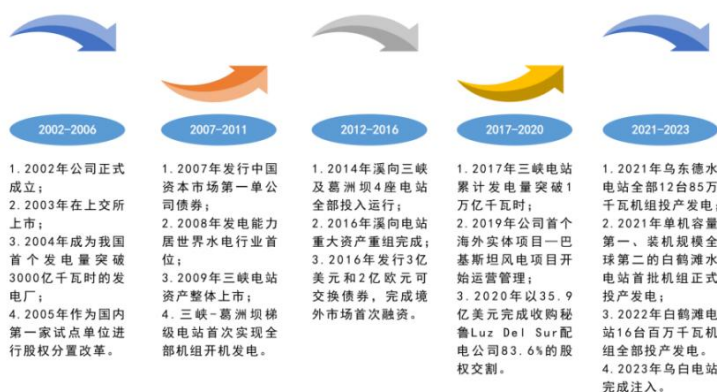 2002-2006
1.2002年公司正式
成立；
2.2003年在上交所
上市；
3.2004年成为我国
首个发电量突破
3000亿千瓦时的发
电厂；
4.2005年作为国内
第一家试点单位进
行股权分置改革。
2007-2011
1.2007年发行中国
资本市场第一单公
司债券；
2.2008年发电能力
居世界水电行业首
位；
3.2009年三峡电站
资产整体上市；
4.三峡-葛洲坝梯
级电站首次实现全
部机组开机发电。
2012-2016
1.2014年溪向三峡
及葛洲坝4座电站
全部投入运行；
2.2016年溪向电站
重大资产重组完成；
3.2016年发行3亿
美元和2亿欧元可
交换债券，完成境
外市场首次融资。
2017-2020
1.2017年三峡电站
累计发电量突破1
万亿千瓦时；
2.2019年公司首个
海外实体项目—巴
基斯坦风电项目开
始运营管理；
3.2020年以35.9
亿美元完成收购秘
鲁Luz Del Sur配
电公司83.6%的股
权交割。
2021-2023
1.2021年乌东德水
电站全部12台85万
千瓦机组投产发电；
2.2021年单机容量
第一、装机规模全
球第二的白鹤滩水
电站首批机组正式
投产发电；
3.2022年白鹤滩电
站16台百万千瓦机
组全部投产发电。
4.2023年乌白电站
完成注入。